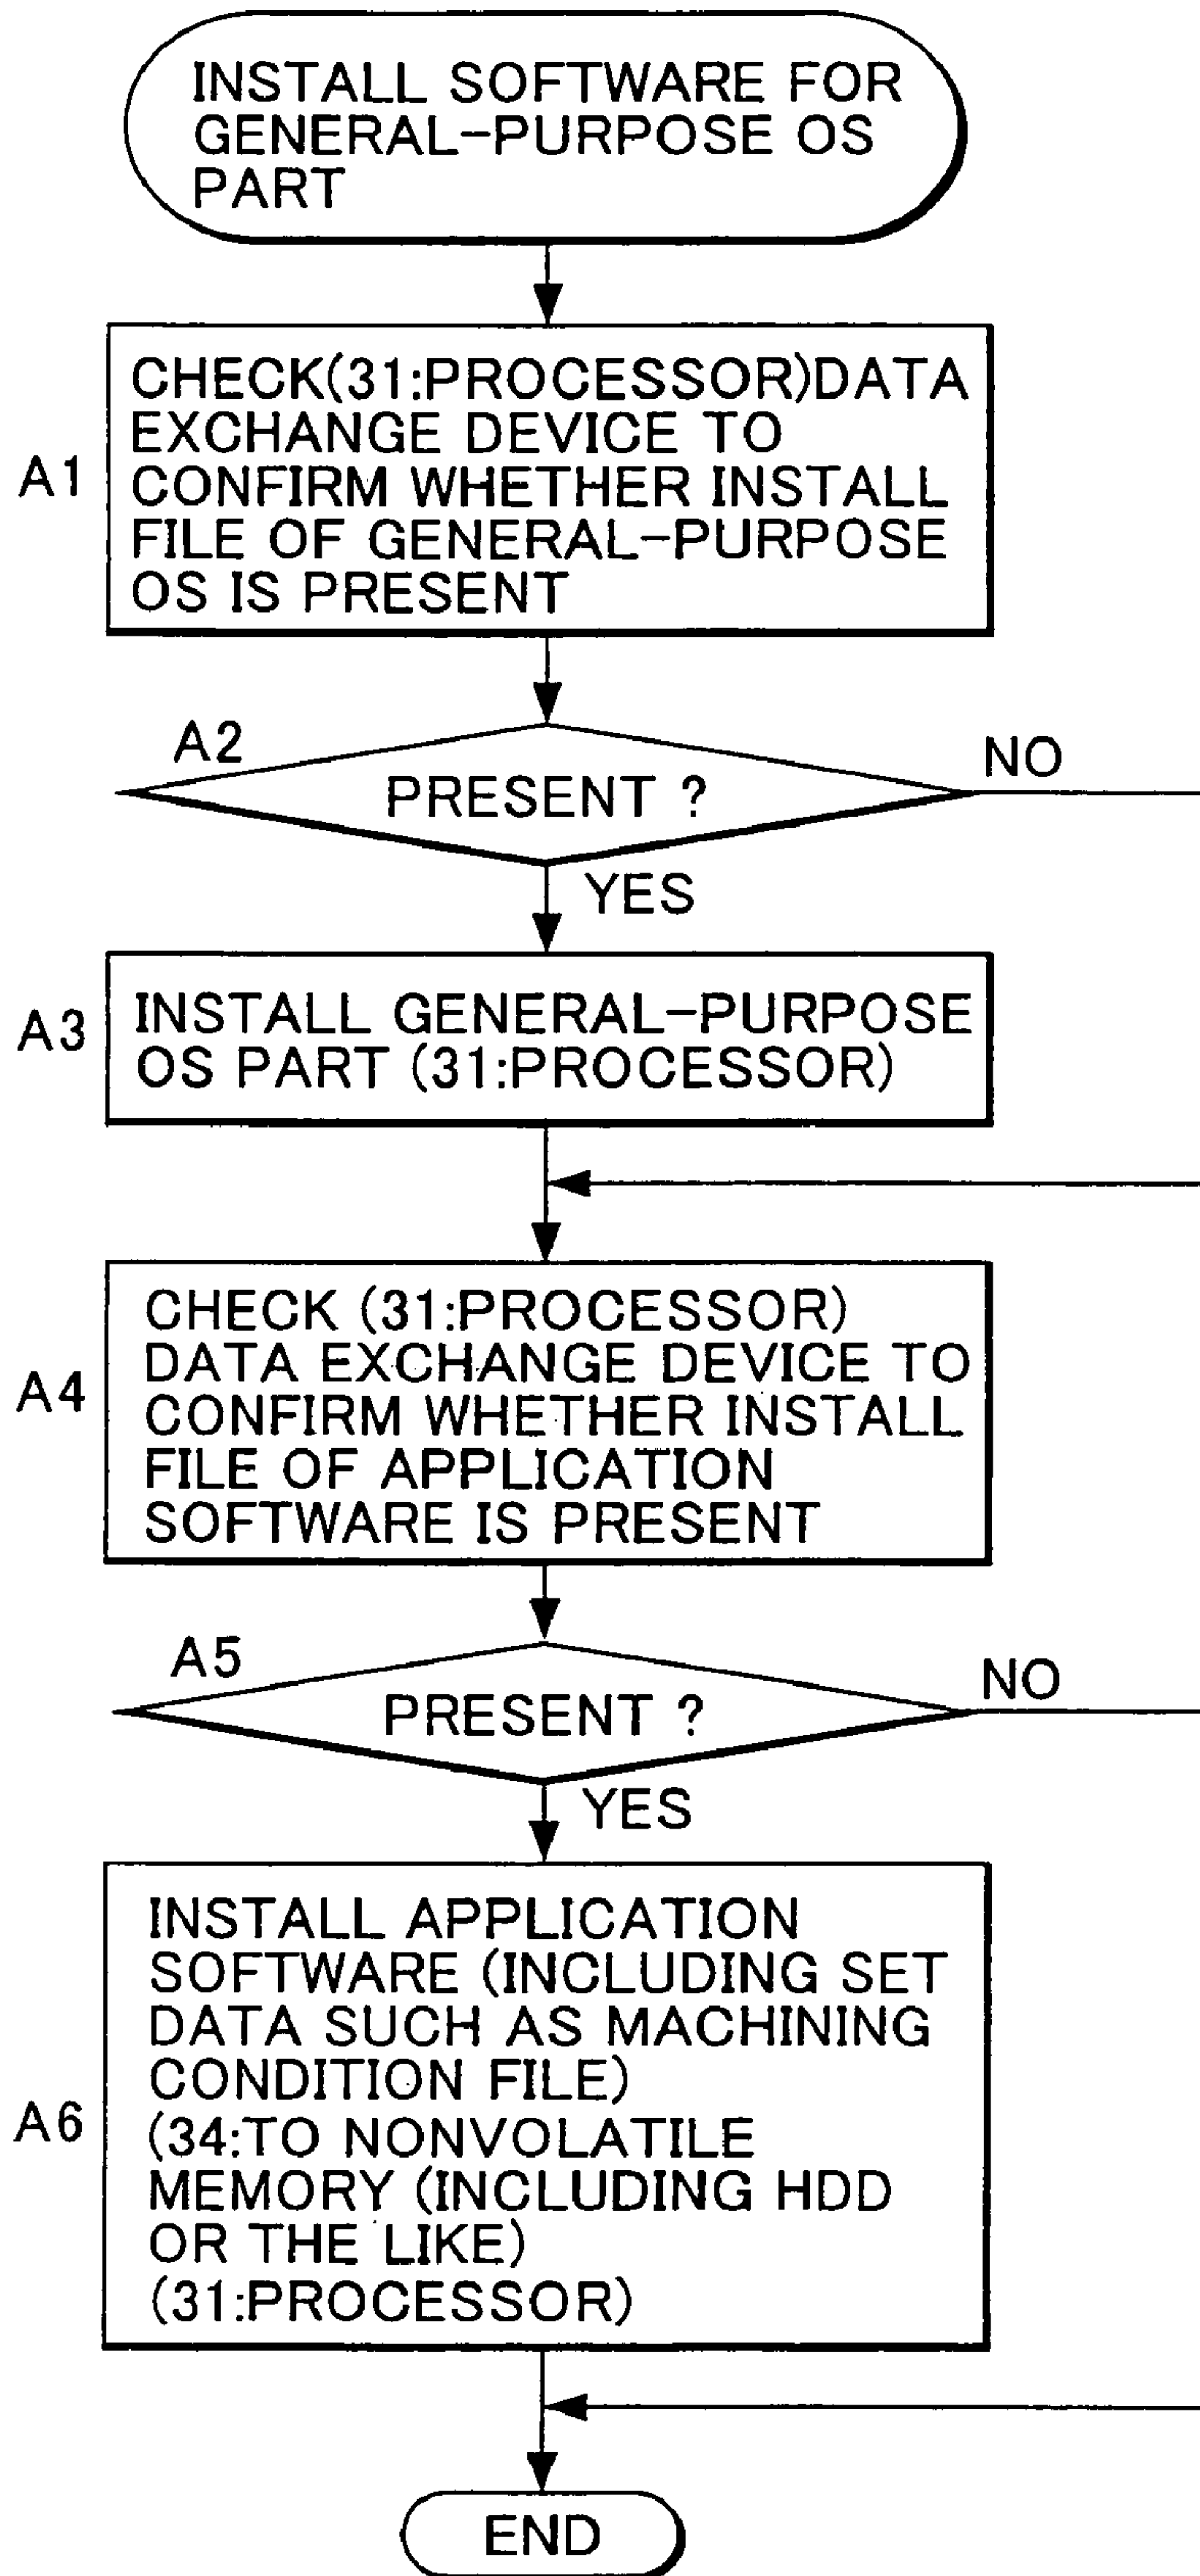 INSTALL SOFTWARE FOR
GENERAL-PURPOSE OS
PART
A1
CHECK(31:PROCESSOR)DATA
EXCHANGE DEVICE TO
CONFIRM WHETHER INSTALL
FILE OF GENERAL-PURPOSE
OS IS PRESENT
A2
PRESENT ?
NO
YES
A3
INSTALL GENERAL-PURPOSE
OS PART (31:PROCESSOR)
A4
CHECK (31:PROCESSOR)
DATA EXCHANGE DEVICE TO
CONFIRM WHETHER INSTALL
FILE OF APPLICATION
SOFTWARE IS PRESENT
A5
PRESENT ?
NO
YES
A6
INSTALL APPLICATION
SOFTWARE (INCLUDING SET
DATA SUCH AS MACHINING
CONDITION FILE)
(34:TO NONVOLATILE
MEMORY (INCLUDING HDD
OR THE LIKE)
(31:PROCESSOR)
END